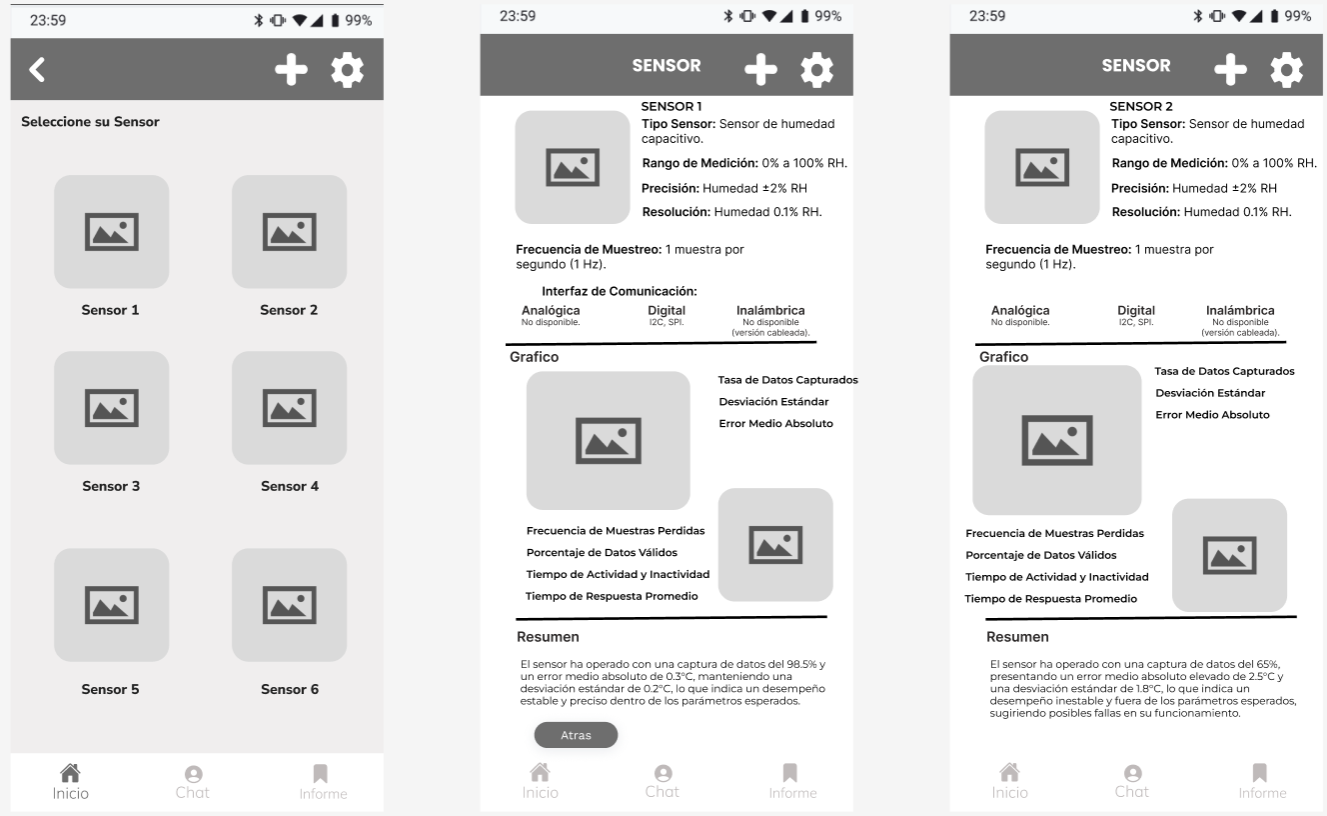 23:59
99%
Seleccione su Sensor
Sensor 1
Sensor 2
Sensor 3
Sensor 4
Sensor 5
Sensor 6
Inicio
Chat
Informe
23:59
99%
SENSOR
SENSOR 1
Tipo Sensor: Sensor de humedad
capacitivo.
Rango de Medición: 0% a 100% RH.
Precisión: Humedad ±2% RH
Resolución: Humedad 0.1% RH.
Frecuencia de Muestreo: 1 muestra por
segundo (1 Hz).
Interfaz de Comunicación:
Analógica
No disponible.
Digital
I2C, SPI.
Inalámbrica
No disponible
(versión cableada).
Grafico
Tasa de Datos Capturados
Desviación Estándar
Error Medio Absoluto
Frecuencia de Muestras Perdidas
Porcentaje de Datos Válidos
Tiempo de Actividad y Inactividad
Tiempo de Respuesta Promedio
Resumen
El sensor ha operado con una captura de datos del 98.5% y
un error medio absoluto de 0.3°C, manteniendo una
desviación estándar de 0.2°C, lo que indica un desempeño
estable y preciso dentro de los parámetros esperados.
Atras
Inicio
Chat
Informe
23:59
99%
SENSOR
SENSOR 2
Tipo Sensor: Sensor de humedad
capacitivo.
Rango de Medición: 0% a 100% RH.
Precisión: Humedad ±2% RH
Resolución: Humedad 0.1% RH.
Frecuencia de Muestreo: 1 muestra por
segundo (1 Hz).
Analógica
No disponible.
Digital
I2C, SPI.
Inalámbrica
No disponible
(versión cableada).
Grafico
Tasa de Datos Capturados
Desviación Estándar
Error Medio Absoluto
Frecuencia de Muestras Perdidas
Porcentaje de Datos Válidos
Tiempo de Actividad y Inactividad
Tiempo de Respuesta Promedio
Resumen
El sensor ha operado con una captura de datos del 65%,
presentando un error medio absoluto elevado de 2.5°C y
una desviación estándar de 1.8°C, lo que indica un
desempeño inestable y fuera de los parámetros esperados,
sugiriendo posibles fallas en su funcionamiento.
Inicio
Chat
Informe